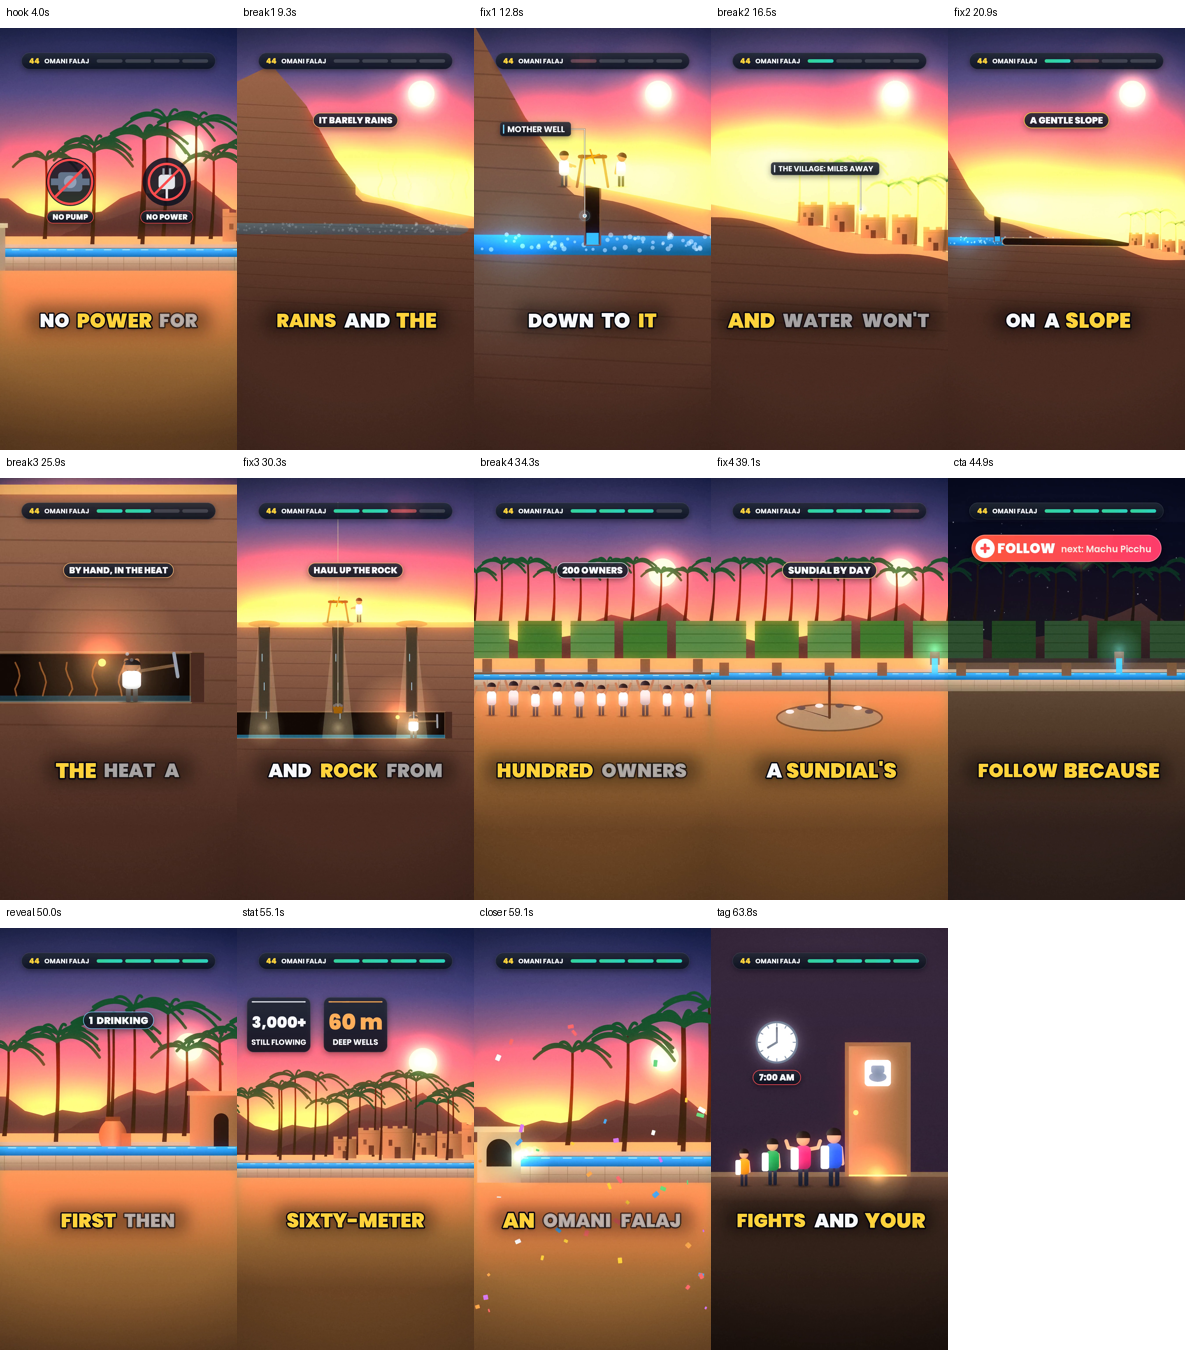 hook 4.0s
44 OMANI FALAJ
NO PUMP
NO POWER
NO POWER FOR
break1 9.3s
44 OMANI FALAJ
IT BARELY RAINS
RAINS AND THE
fix1 12.8s
44 OMANI FALAJ
MOTHER WELL
DOWN TO IT
break2 16.5s
44 OMANI FALAJ
THE VILLAGE: MILES AWAY
AND WATER WON'T
fix2 20.9s
44 OMANI FALAJ
A GENTLE SLOPE
ON A SLOPE
break3 25.9s
44 OMANI FALAJ
BY HAND, IN THE HEAT
THE HEAT A
fix3 30.3s
44 OMANI FALAJ
HAUL UP THE ROCK
AND ROCK FROM
break4 34.3s
44 OMANI FALAJ
200 OWNERS
HUNDRED OWNERS
fix4 39.1s
44 OMANI FALAJ
SUNDIAL BY DAY
A SUNDIAL'S
cta 44.9s
44 OMANI FALAJ
FOLLOW next: Machu Picchu
FOLLOW BECAUSE
reveal 50.0s
44 OMANI FALAJ
1 DRINKING
FIRST THEN
stat 55.1s
44 OMANI FALAJ
3,000+
STILL FLOWING
60 m
DEEP WELLS
SIXTY-METER
closer 59.1s
44 OMANI FALAJ
AN OMANI FALAJ
tag 63.8s
44 OMANI FALAJ
7:00 AM
FIGHTS AND YOUR